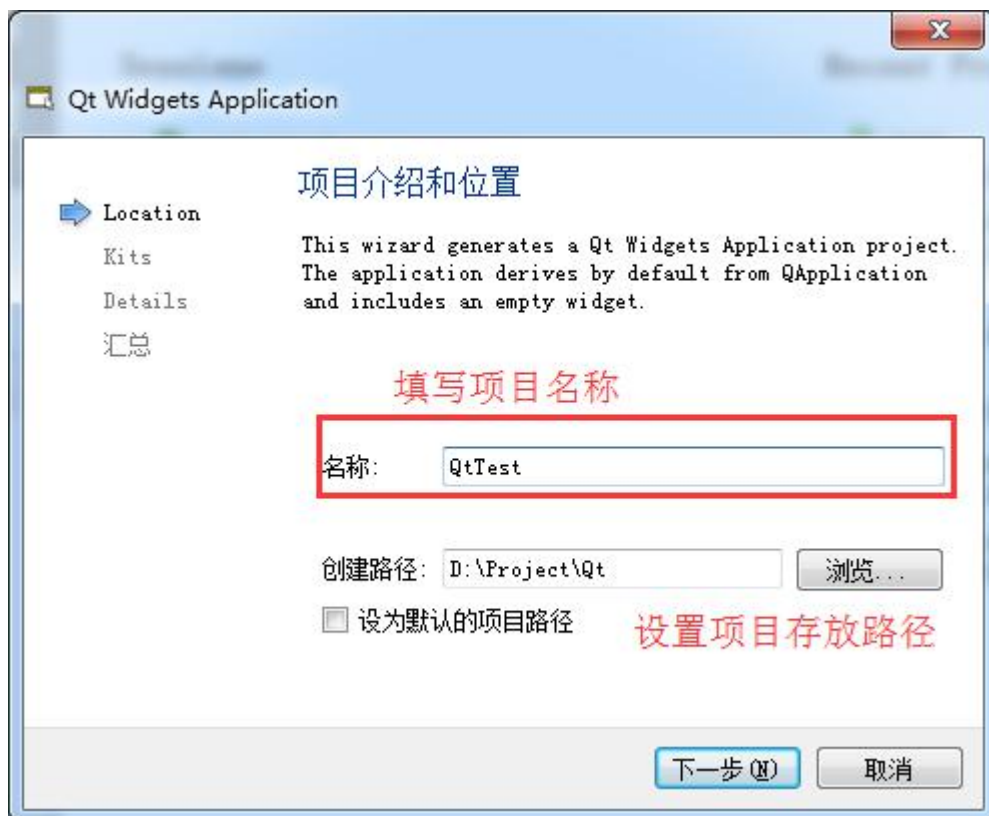 Qt Widgets Application
项目介绍和位置
Location
Kits
Details
汇总
This wizard generates a Qt Widgets Application project.
The application derives by default from QApplication
and includes an empty widget.
填写项目名称
名称: QtTest
创建路径: D:\Project\Qt 浏览...
设为默认的项目路径
设置项目存放路径
下一步(N) 取消